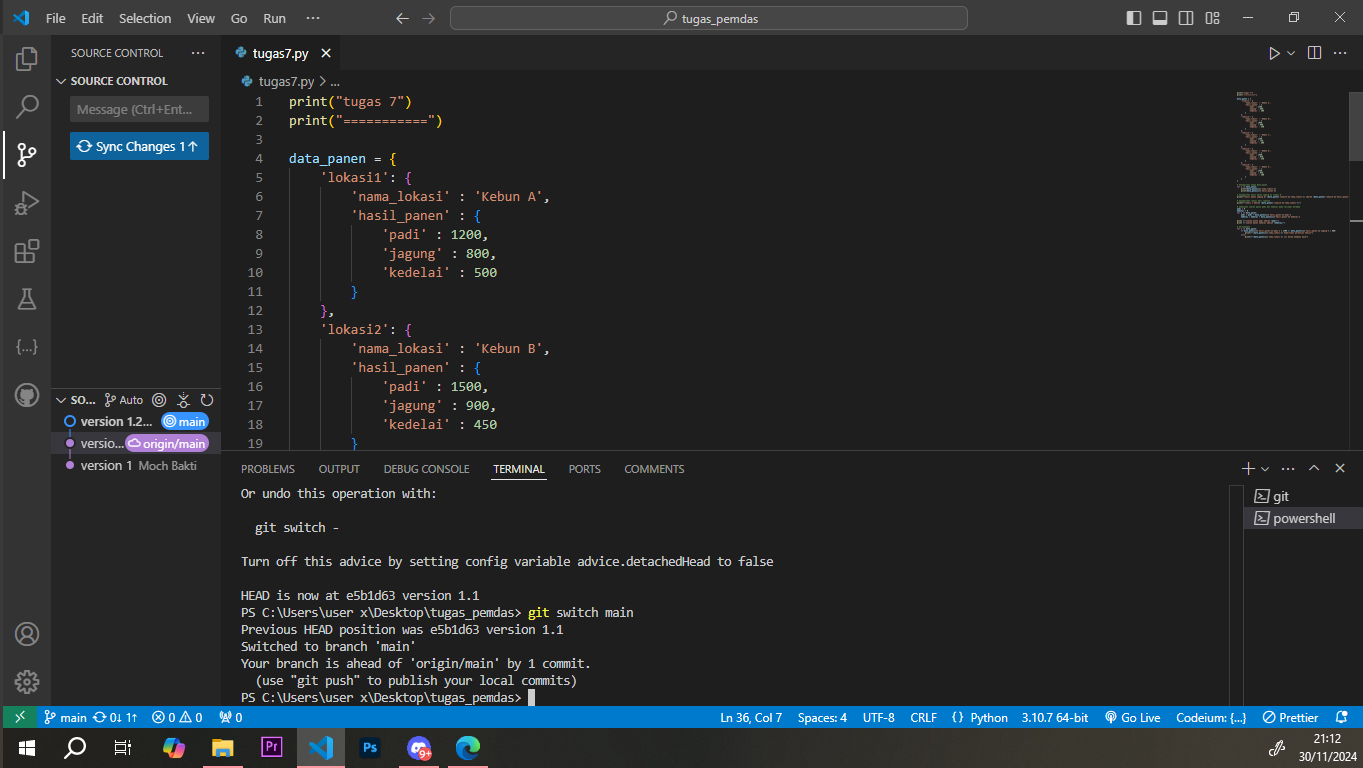 File Edit Selection View Go Run ··· tugas_pemdas
SOURCE CONTROL ···
SOURCE CONTROL
Message (Ctrl+Ent...
Sync Changes 1↑
SO... Auto
version 1.2... main
versio... origin/main
version 1 Moch Bakti
tugas7.py
tugas7.py > ...
1 print("tugas 7")
2 print("===========")
3
4 data_panen = {
5 'lokasi1': {
6 'nama_lokasi' : 'Kebun A',
7 'hasil_panen' : {
8 'padi' : 1200,
9 'jagung' : 800,
10 'kedelai' : 500
11 }
12 },
13 'lokasi2': {
14 'nama_lokasi' : 'Kebun B',
15 'hasil_panen' : {
16 'padi' : 1500,
17 'jagung' : 900,
18 'kedelai' : 450
19 }
PROBLEMS OUTPUT DEBUG CONSOLE TERMINAL PORTS COMMENTS
Or undo this operation with:
git switch -
Turn off this advice by setting config variable advice.detachedHead to false
HEAD is now at e5b1d63 version 1.1
PS C:\Users\user x\Desktop\tugas_pemdas> git switch main
Previous HEAD position was e5b1d63 version 1.1
Switched to branch 'main'
Your branch is ahead of 'origin/main' by 1 commit.
(use "git push" to publish your local commits)
PS C:\Users\user x\Desktop\tugas_pemdas>
git
powershell
main 0↓ 1↑ 0 0 0 Ln 36, Col 7 Spaces: 4 UTF-8 CRLF {} Python 3.10.7 64-bit Go Live Codeium: {...} Prettier
Pr Ps 9+
21:12
30/11/2024